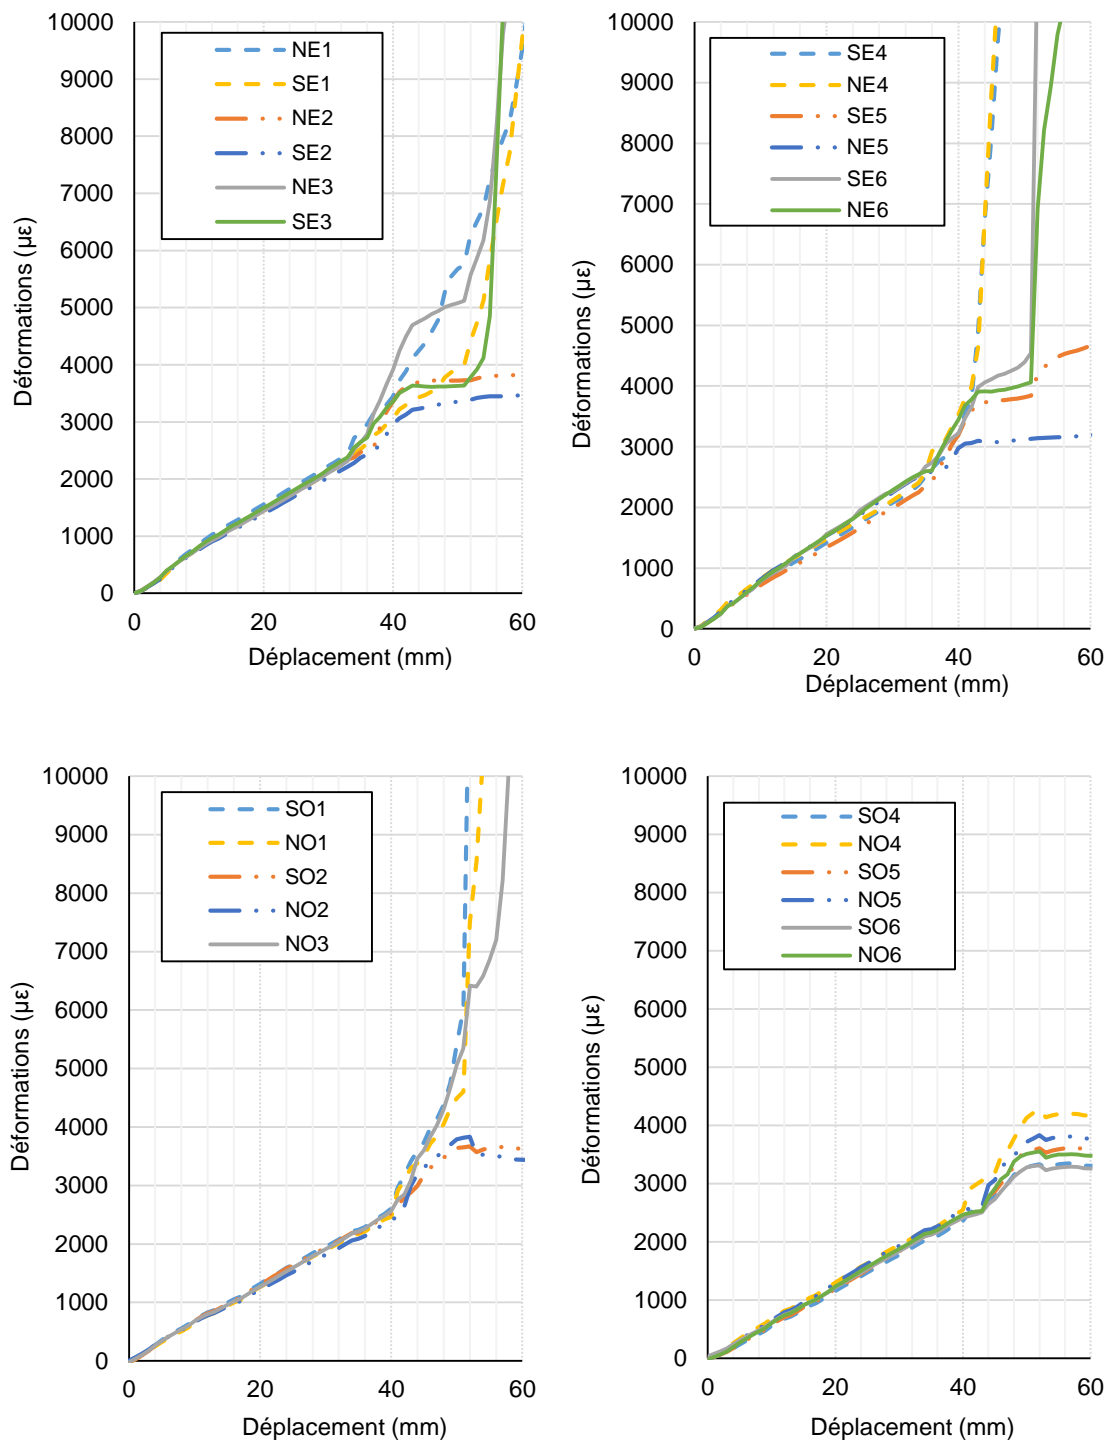 10000
9000
8000
7000
6000
5000
4000
3000
2000
1000
0
Déformations (µε)
NE1
SE1
NE2
SE2
NE3
SE3
0 20 40 60
Déplacement (mm)
10000
9000
8000
7000
6000
5000
4000
3000
2000
1000
0
Déformations (µε)
SE4
NE4
SE5
NE5
SE6
NE6
0 20 40 60
Déplacement (mm)
10000
9000
8000
7000
6000
5000
4000
3000
2000
1000
0
Déformations (µε)
SO1
NO1
SO2
NO2
NO3
0 20 40 60
Déplacement (mm)
10000
9000
8000
7000
6000
5000
4000
3000
2000
1000
0
Déformations (µε)
SO4
NO4
SO5
NO5
SO6
NO6
0 20 40 60
Déplacement (mm)